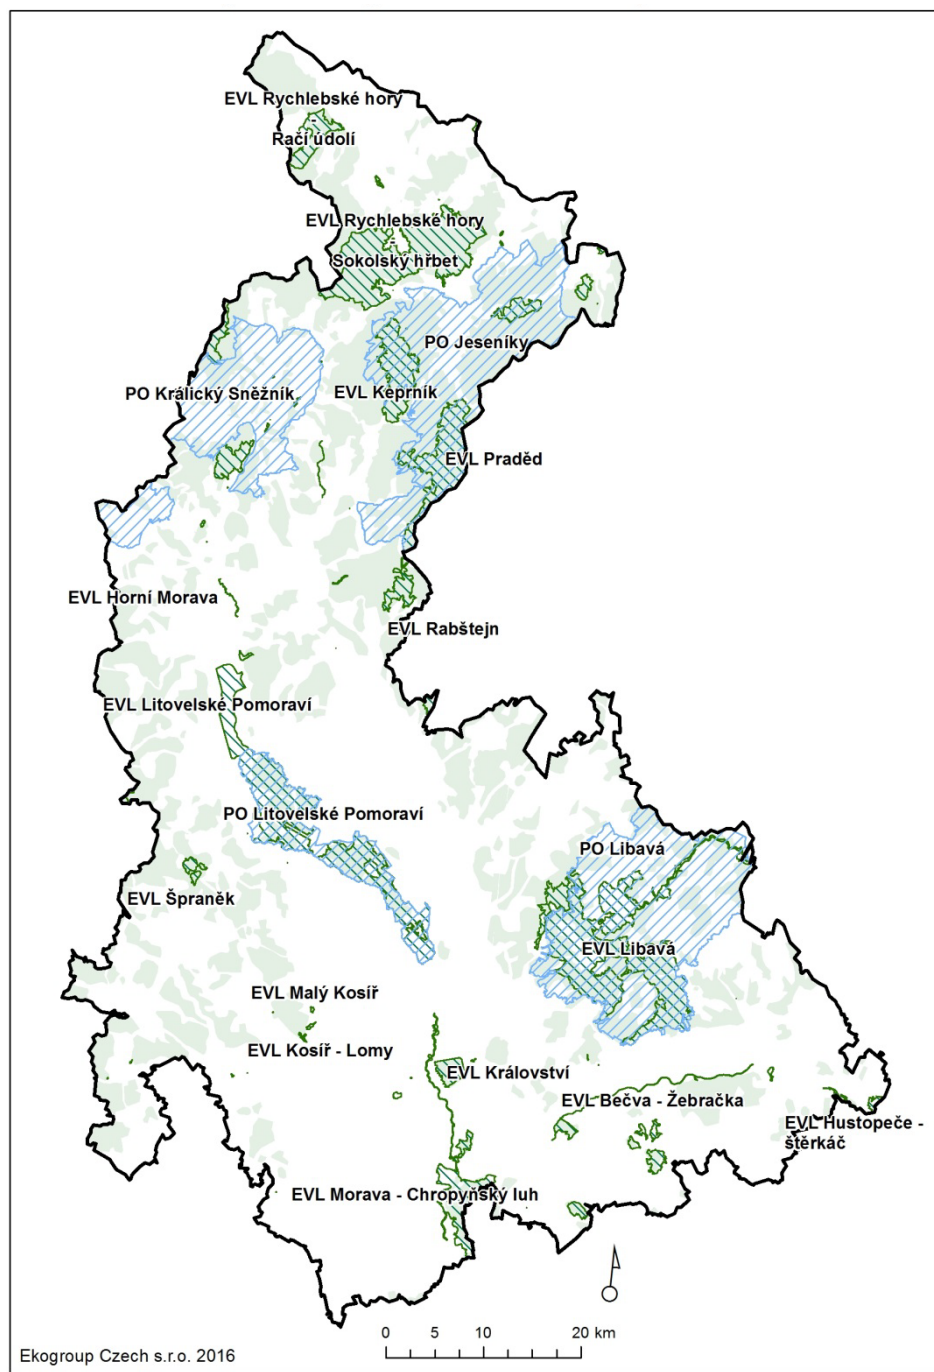 EVL Rychlebské hory
-
Račí údolí
EVL Rychlebské hory
-
Sokolský hřbet
PO Jeseníky
PO Králický Sněžník
EVL Keprník
EVL Praděd
EVL Horní Morava
EVL Rabštejn
EVL Litovelské Pomoraví
PO Litovelské Pomoraví
PO Libavá
EVL Špraněk
EVL Libavá
EVL Malý Kosíř
EVL Kosíř - Lomy
EVL Království
EVL Bečva - Žebračka
EVL Hustopeče -
štěrkáč
EVL Morava - Chropyňský luh
0 5 10 20 km
Ekogroup Czech s.r.o. 2016